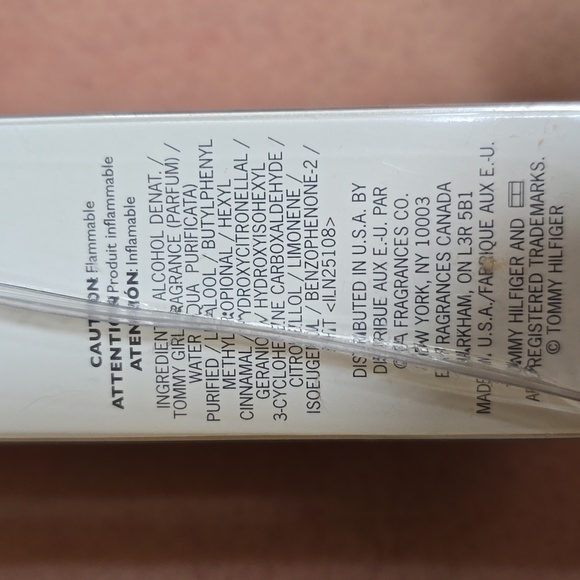 CAUTION: Flammable
ATTENTION: Produit inflammable
ATENCIÓN: Inflamable
INGREDIENTS: ALCOHOL DENAT. /
TOMMY GIRL FRAGRANCE (PARFUM) /
WATER (AQUA PURIFICATA)
PURIFIED / LINALOOL / BUTYLPHENYL
METHYLPROPIONAL / HEXYL
CINNAMAL / HYDROXYCITRONELLAL /
GERANIOL / HYDROXYISOHEXYL
3-CYCLOHEXENE CARBOXALDEHYDE /
CITRONELLOL / LIMONENE /
ISOEUGENOL / BENZOPHENONE-2 /
<ILN25108>
DISTRIBUTED IN U.S.A. BY
DISTRIBUE AUX E.-U. PAR
FRAGRANCES CO.
NEW YORK, NY 10003
FRAGRANCES CANADA
MARKHAM, ON L3R 5B1
MADE IN U.S.A./FABRIQUE AUX E.-U.
TOMMY HILFIGER AND
ARE REGISTERED TRADEMARKS.
© TOMMY HILFIGER